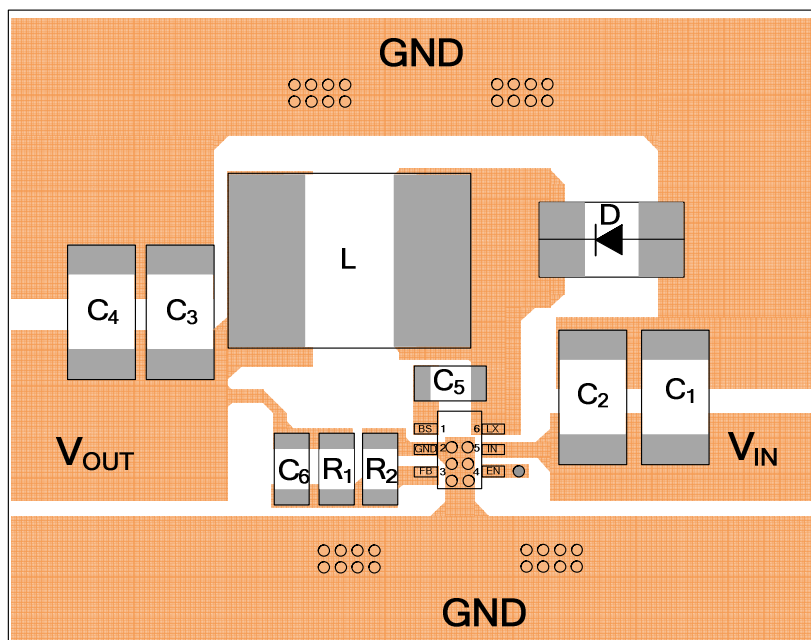 GND
D
L
C4 C3
C5
C2 C1
BS 1 6 LX
GND 2 5 IN
FB 3 4 EN
VOUT
C6 R1 R2
VIN
GND